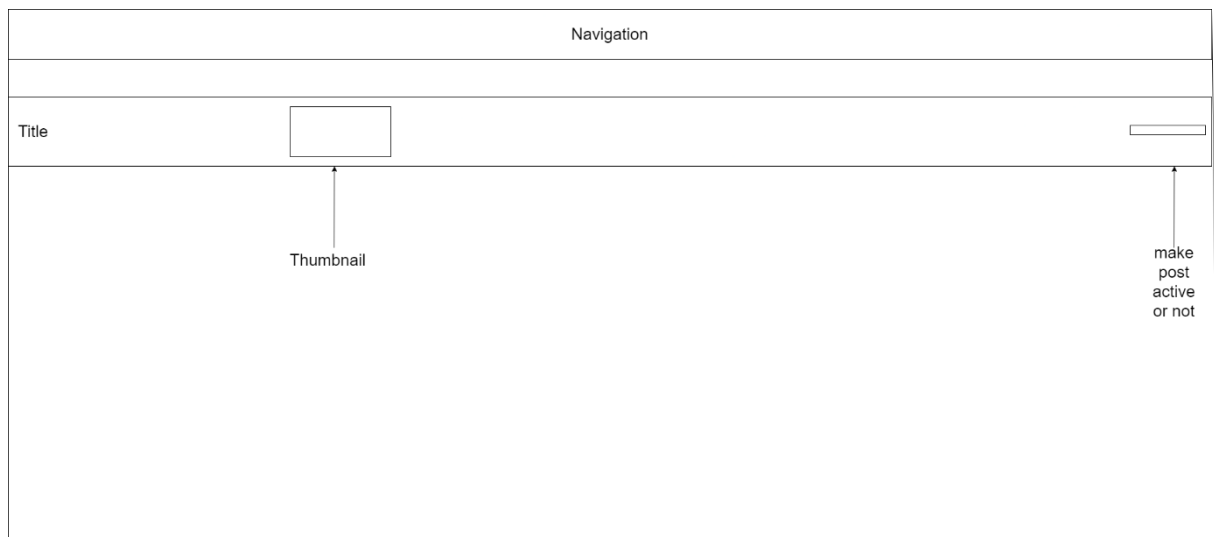 Navigation
Title
Thumbnail
make
post
active
or not